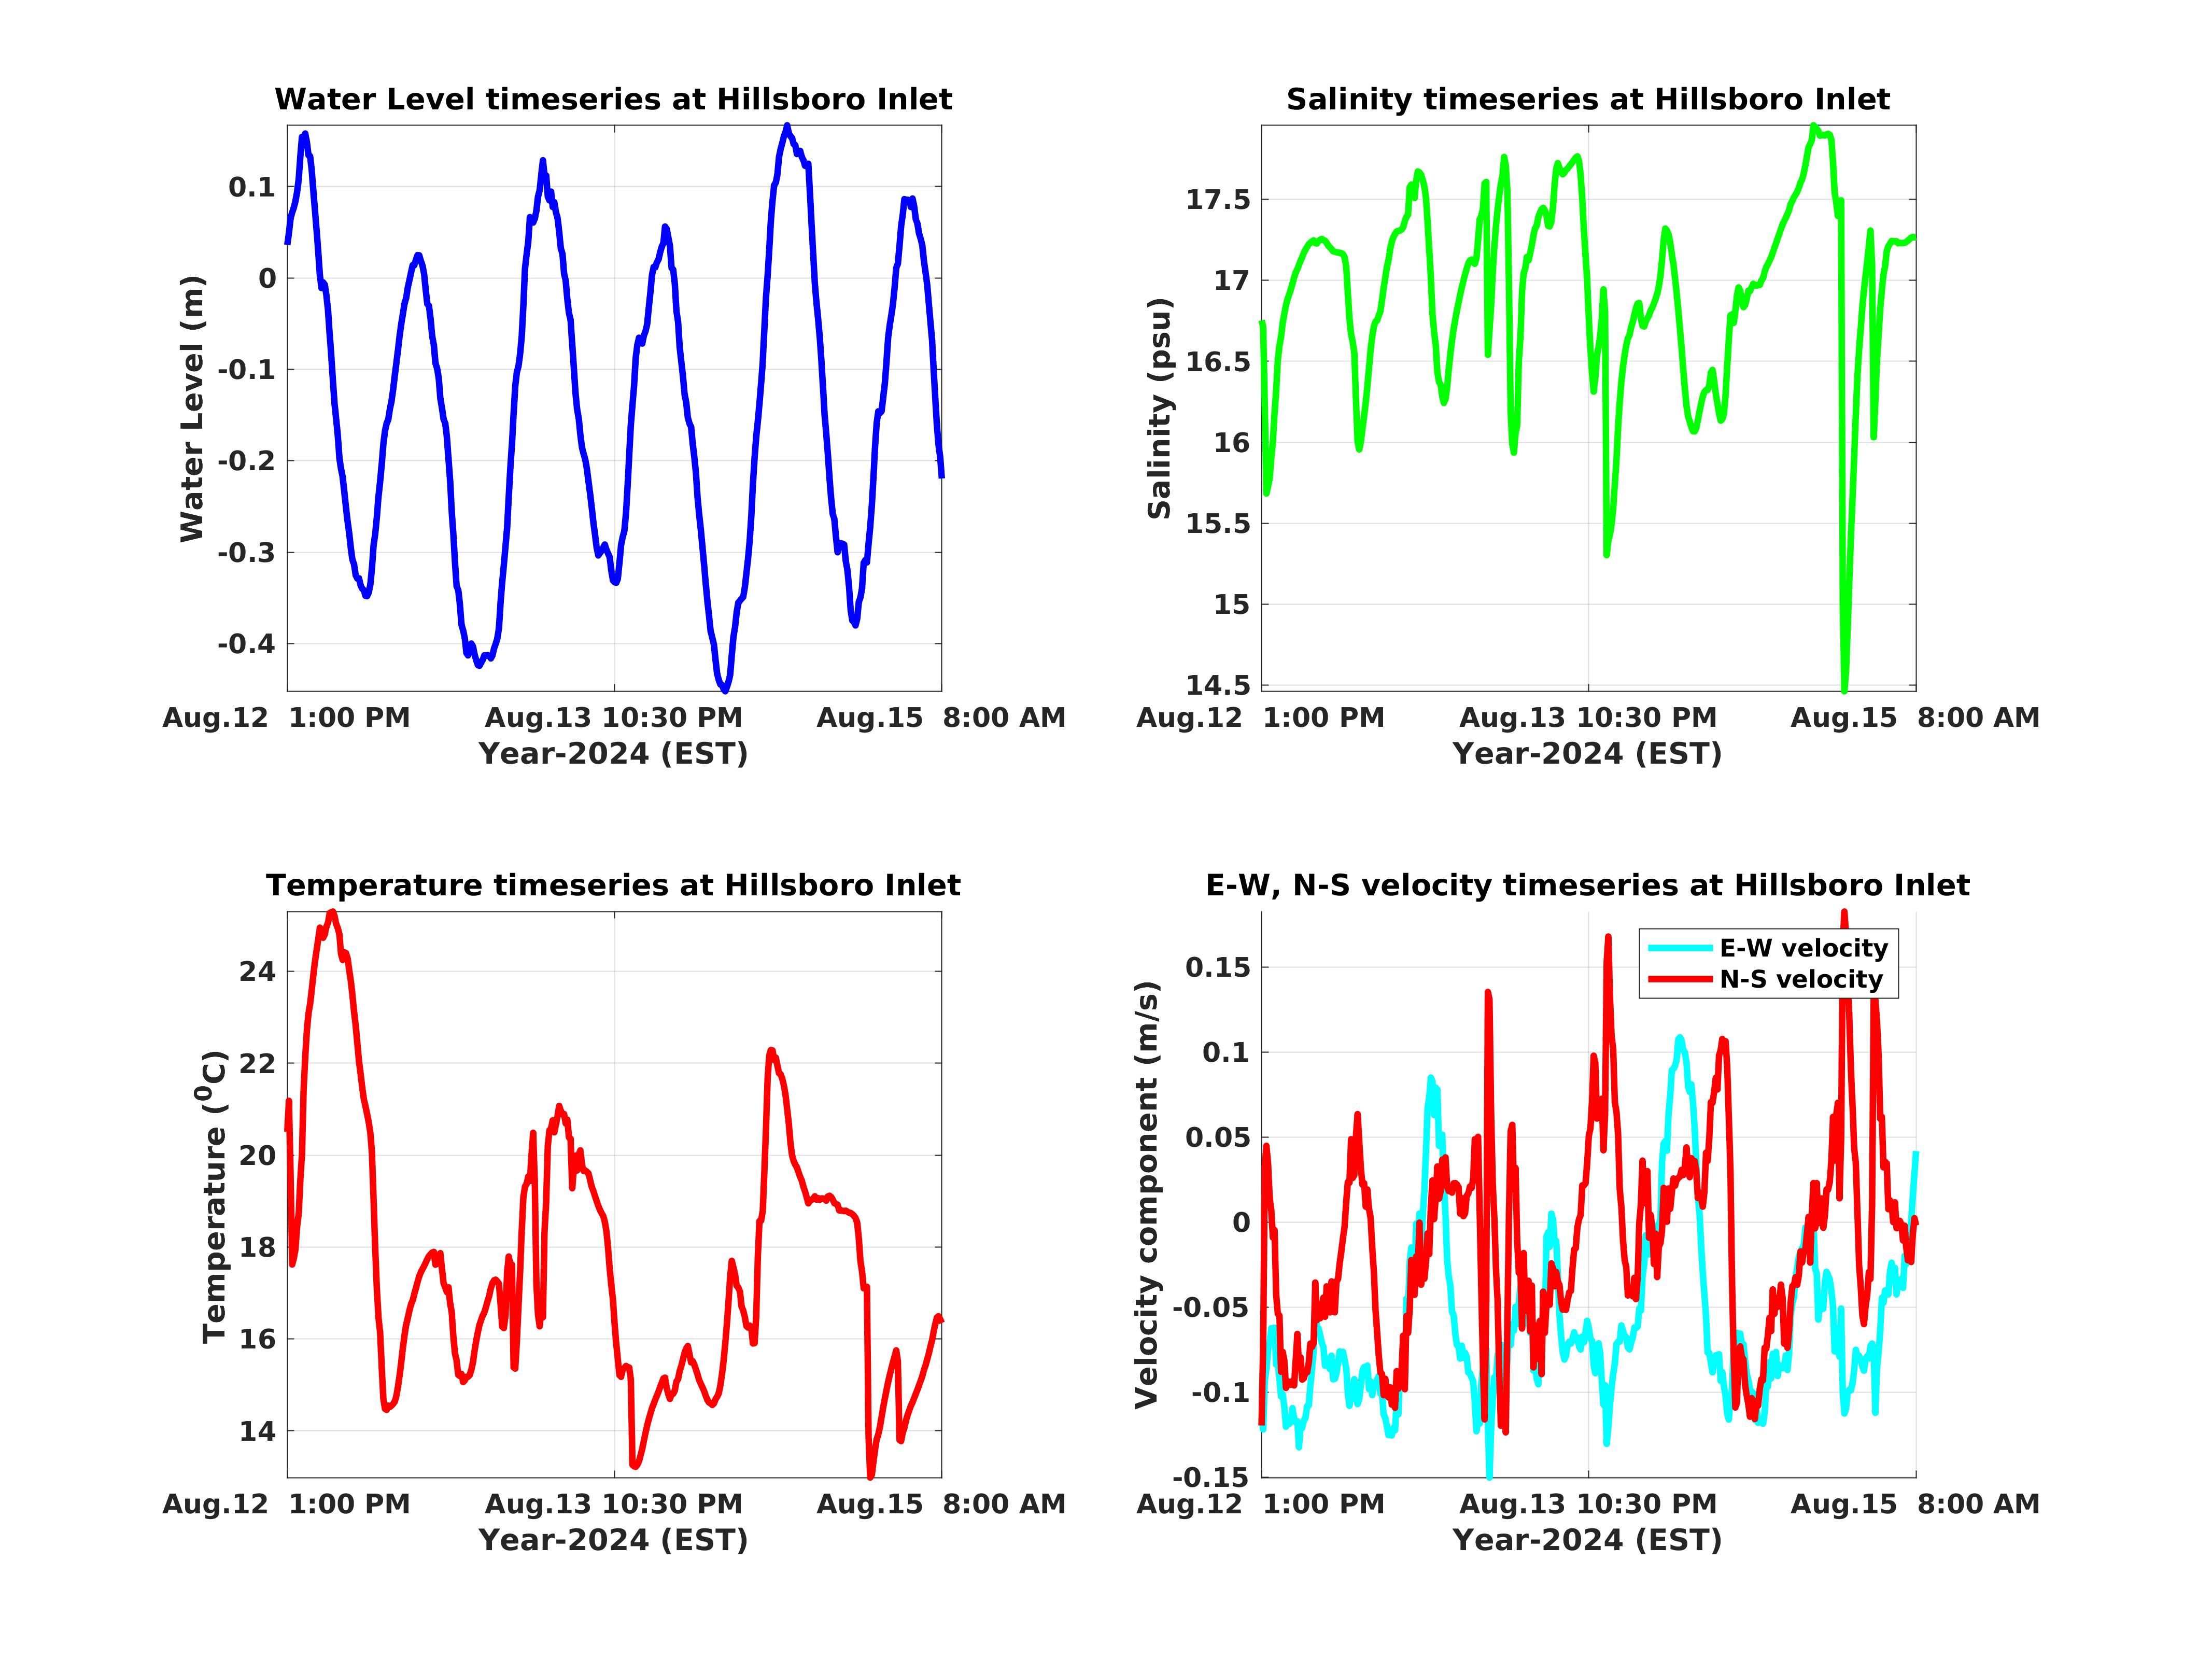 Water Level timeseries at Hillsboro Inlet
Water Level (m)
0.1
0
-0.1
-0.2
-0.3
-0.4
Aug.12 1:00 PM
Aug.13 10:30 PM
Aug.15 8:00 AM
Year-2024 (EST)
Salinity timeseries at Hillsboro Inlet
Salinity (psu)
17.5
17
16.5
16
15.5
15
14.5
Aug.12 1:00 PM
Aug.13 10:30 PM
Aug.15 8:00 AM
Year-2024 (EST)
Temperature timeseries at Hillsboro Inlet
Temperature (⁰C)
24
22
20
18
16
14
Aug.12 1:00 PM
Aug.13 10:30 PM
Aug.15 8:00 AM
Year-2024 (EST)
E-W, N-S velocity timeseries at Hillsboro Inlet
Velocity component (m/s)
0.15
0.1
0.05
0
-0.05
-0.1
-0.15
E-W velocity
N-S velocity
Aug.12 1:00 PM
Aug.13 10:30 PM
Aug.15 8:00 AM
Year-2024 (EST)